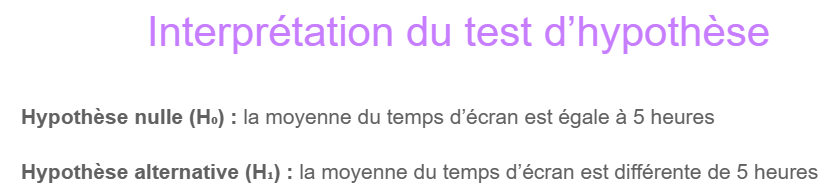 Interprétation du test d’hypothèse
Hypothèse nulle (H₀) : la moyenne du temps d’écran est égale à 5 heures
Hypothèse alternative (H₁) : la moyenne du temps d’écran est différente de 5 heures